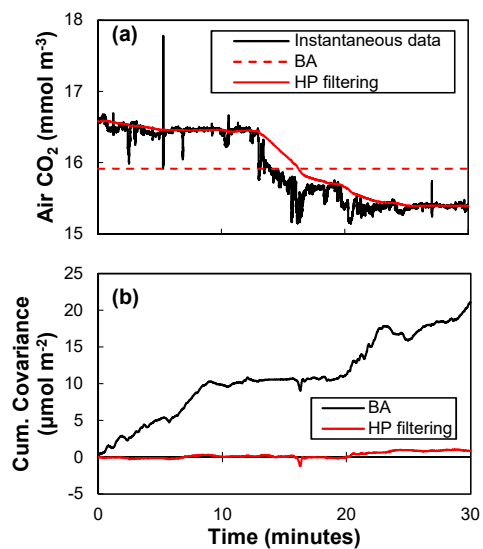 (a)
Instantaneous data
BA
HP filtering
Air CO₂ (mmol m⁻³)
18
17
16
15
(b)
BA
HP filtering
Cum. Covariance
(µmol m⁻²)
25
20
15
10
5
0
-5
0
10
20
30
Time (minutes)